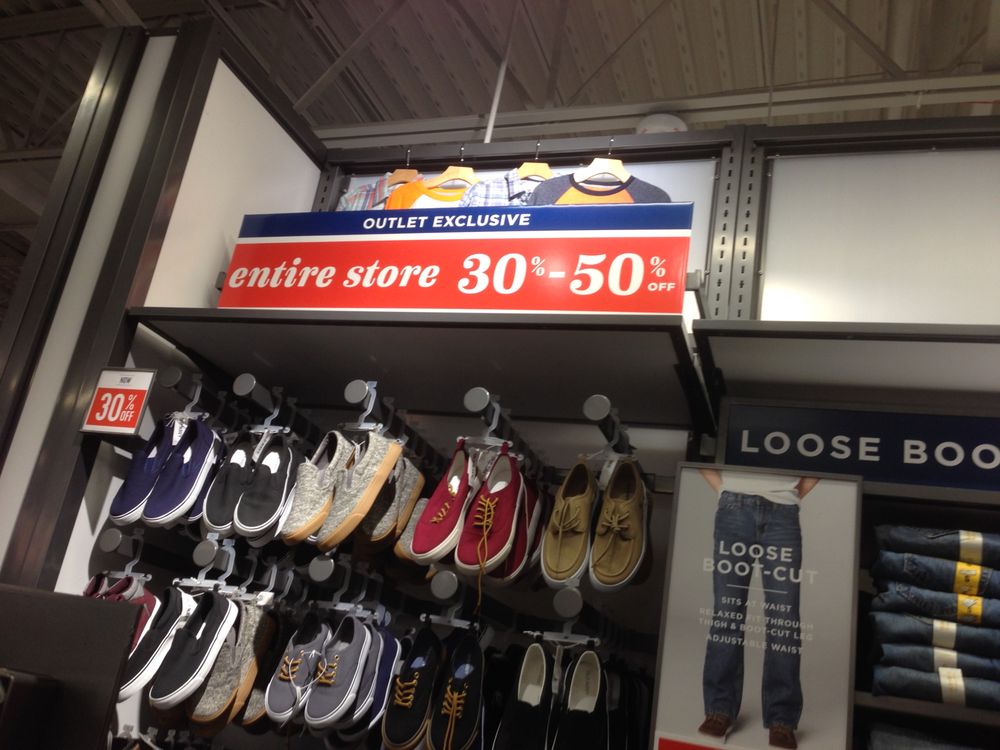 OUTLET EXCLUSIVE
entire store 30%-50% OFF
NOW
30% OFF
LOOSE BOO
LOOSE
BOOT-CUT
SITS AT WAIST
RELAXED FIT THROUGH
THIGH & BOOT-CUT LEG
ADJUSTABLE WAIST